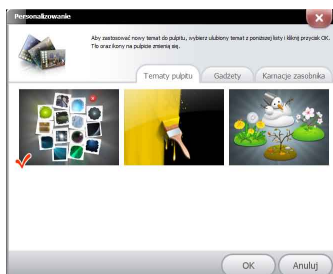 Personalizowanie
Aby zastosować nowy temat do pulpitu, wybierz ulubiony temat z poniższej listy i kliknij przycisk OK.
Tło oraz ikony na pulpicie zmienią się.
Tematy pulpitu Gadżety Karnacje zasobnika
OK Anuluj